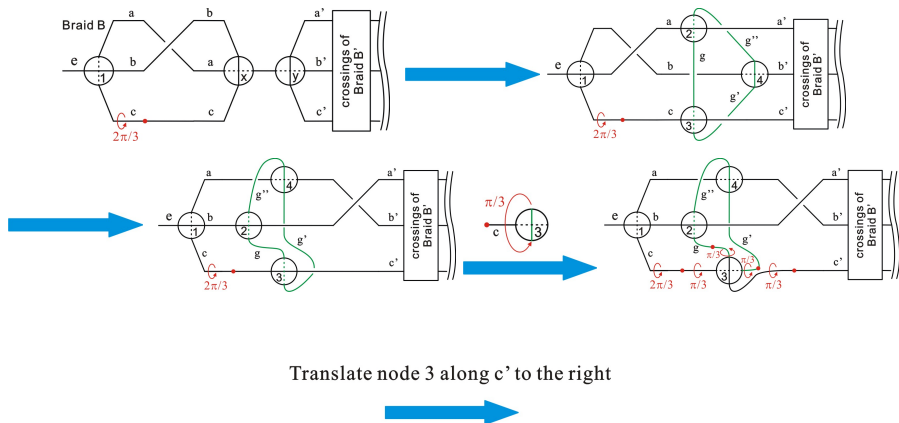 Braid B
a
b
a'
e
1
b
a
x
y
b'
c
c
c'
2π/3
crossings of
Braid B'
a
2
a'
g''
e
g
1
b
4
b'
g'
c
3
c'
2π/3
crossings of
Braid B'
a
4
a'
g''
e
b
1
2
b'
g
g'
c
3
c'
2π/3
crossings of
Braid B'
π/3
c
3
a
4
a'
g''
e
b
1
2
b'
g'
c
g
π/3
π/3
c'
3
2π/3
π/3
π/3
crossings of
Braid B'
Translate node 3 along c' to the right